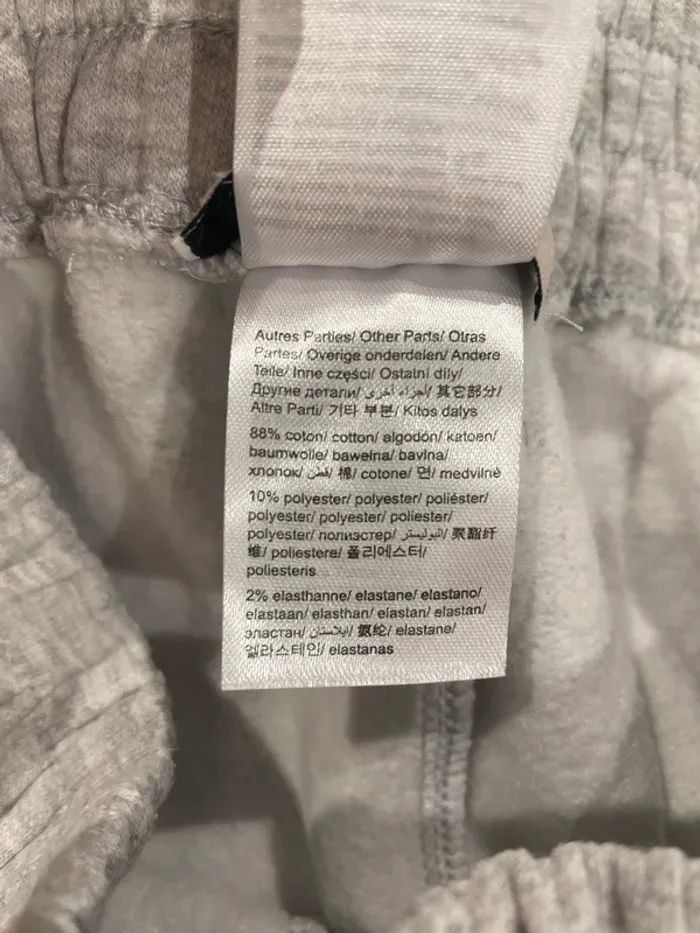 Autres Parties/ Other Parts/ Otras
Partes/ Overige onderdelen/ Andere
Teile/ Inne części/ Ostatní díly/
Другие детали/ أجزاء أخرى/ 其它部分/
Altre Parti/ 기타 부분/ Kitos dalys
88% coton/ cotton/ algodón/ katoen/
baumwolle/ bawełna/ bavlna/
хлопок/ قطن/ 棉/ cotone/ 면/ medvilnė
10% polyester/ polyester/ poliéster/
polyester/ polyester/ poliester/
polyester/ полиэстер/ البوليستر/ 聚酯纤
维/ poliestere/ 폴리에스터/
poliesteris
2% elasthanne/ elastane/ elastano/
elastaan/ elasthan/ elastan/ elastan/
эластан/ إيلاستان/ 氨纶/ elastane/
엘라스테인/ elastanas